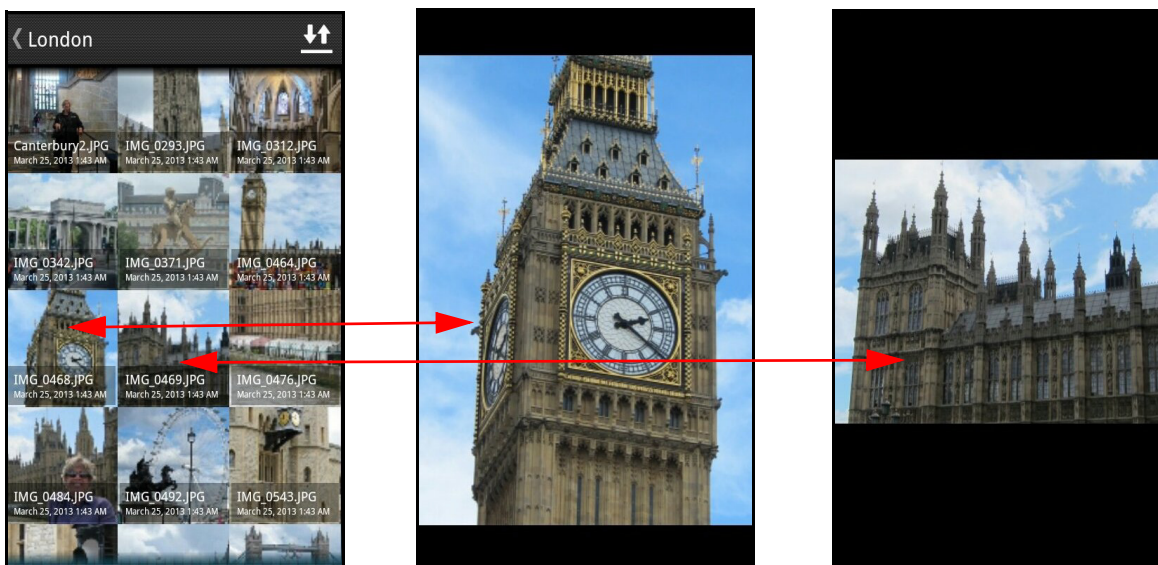 London
Canterbury2.JPG
March 25, 2013 1:43 AM
IMG_0293.JPG
March 25, 2013 1:43 AM
IMG_0312.JPG
March 25, 2013 1:43 AM
IMG_0342.JPG
March 25, 2013 1:43 AM
IMG_0371.JPG
March 25, 2013 1:43 AM
IMG_0464.JPG
March 25, 2013 1:43 AM
IMG_0468.JPG
March 25, 2013 1:43 AM
IMG_0469.JPG
March 25, 2013 1:43 AM
IMG_0476.JPG
March 25, 2013 1:43 AM
IMG_0484.JPG
March 25, 2013 1:43 AM
IMG_0492.JPG
March 25, 2013 1:43 AM
IMG_0543.JPG
March 25, 2013 1:43 AM